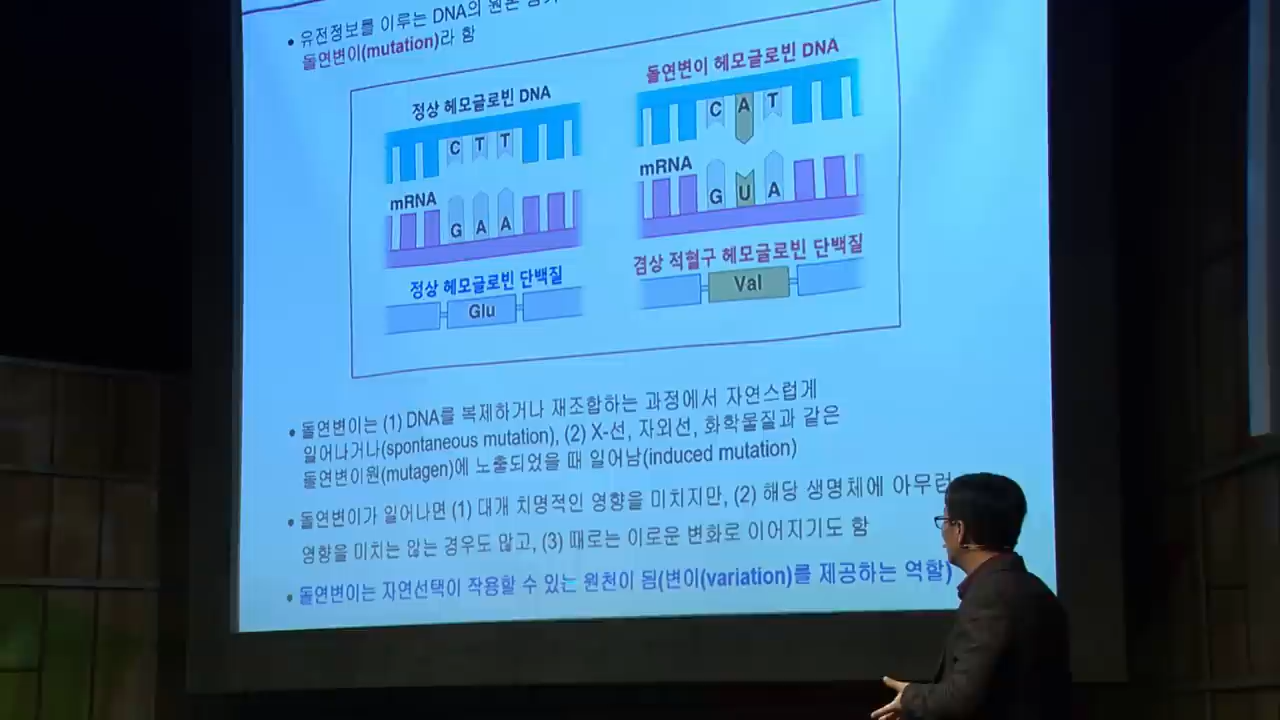 • 유전정보를 이루는 DNA의
돌연변이(mutation)라 함
정상 헤모글로빈 DNA
C T T
mRNA
G A A
정상 헤모글로빈 단백질
Glu
돌연변이 헤모글로빈 DNA
C A T
mRNA
G U A
겸상 적혈구 헤모글로빈 단백질
Val
• 돌연변이는 (1) DNA를 복제하거나 재조합하는 과정에서 자연스럽게
일어나거나(spontaneous mutation), (2) X-선, 자외선, 화학물질과 같은
돌연변이원(mutagen)에 노출되었을 때 일어남(induced mutation)
• 돌연변이가 일어나면 (1) 대개 치명적인 영향을 미치지만, (2) 해당 생명체에 아무런
영향을 미치는 않는 경우도 많고, (3) 때로는 이로운 변화로 이어지기도 함
• 돌연변이는 자연선택이 작용할 수 있는 원천이 됨(변이(variation)를 제공하는 역할)